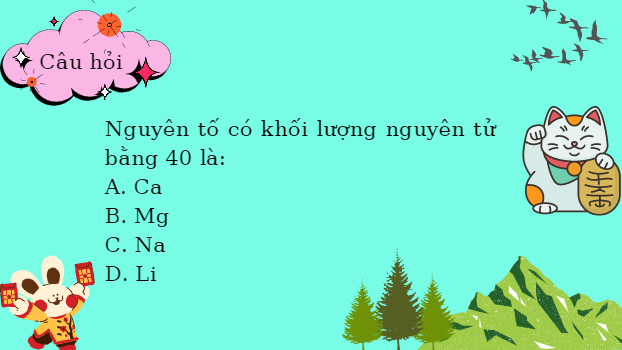 Câu hỏi
Nguyên tố có khối lượng nguyên tử
bằng 40 là:
A. Ca
B. Mg
C. Na
D. Li